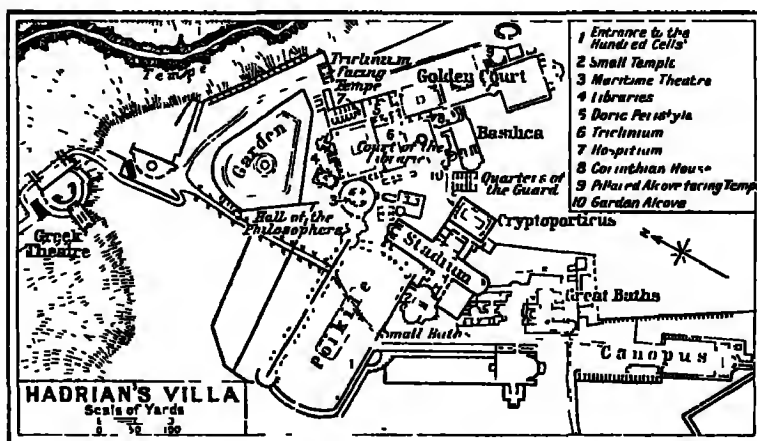 Tempe
Triclinium
facing
Tempe
Golden Court
Garden
Basilica
Court of the
Libraries
Quarters of
the Guard
Hall of the
Philosophers
Greek
Theatre
Cryptoporticus
Stadium
Poikile
Great Baths
Small Baths
Canopus
N
1 Entrance to the
Hundred Cells
2 Small Temple
3 Maritime Theatre
4 Libraries
5 Doric Peristyle
6 Triclinium
7 Hospitium
8 Corinthian House
9 Pillared Alcove facing Temp
10 Garden Alcove
HADRIAN'S VILLA
Scale of Yards
0 50 100